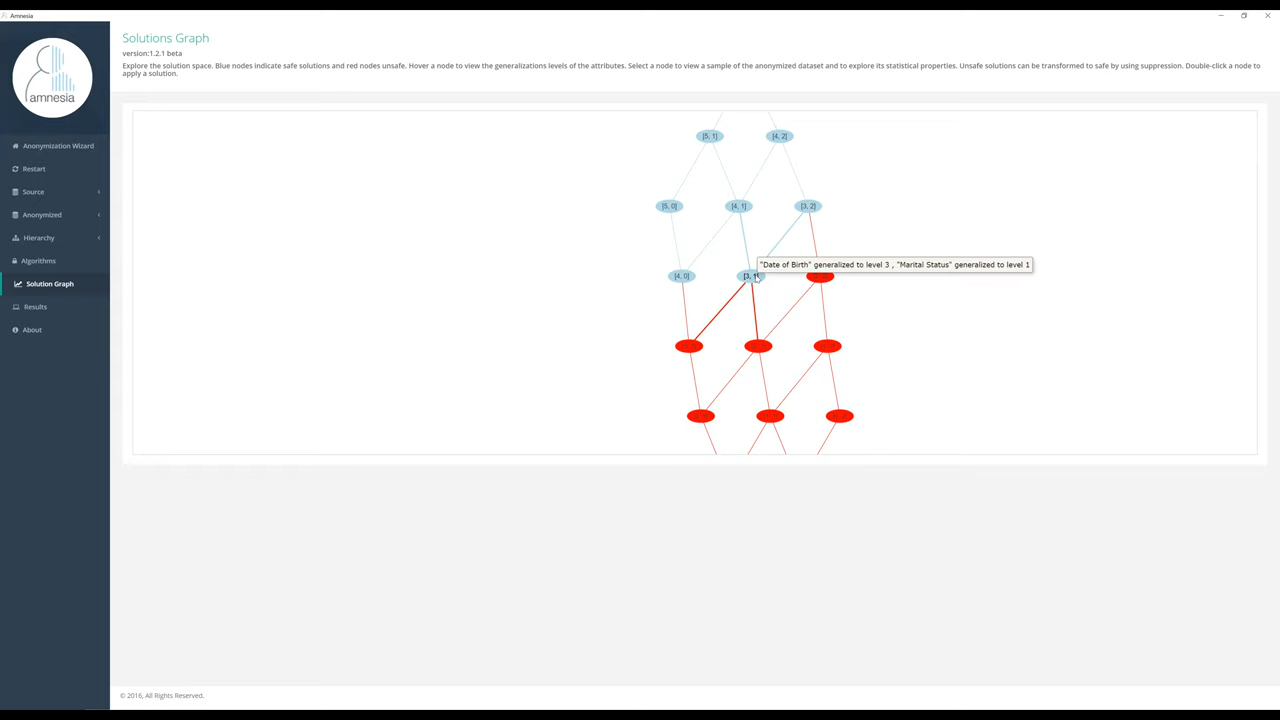 Amnesia
Solutions Graph
version:1.2.1 beta
Explore the solution space. Blue nodes indicate safe solutions and red nodes unsafe. Hover a node to view the generalizations levels of the attributes. Select a node to view a sample of the anonymized dataset and to explore its statistical properties. Unsafe solutions can be transformed to safe by using suppression. Double-click a node to
apply a solution.
amnesia
Anonymization Wizard
Restart
Source
Anonymized
Hierarchy
Algorithms
Solution Graph
Results
About
[5, 1] [4, 2]
[5, 0] [4, 1] [3, 2]
"Date of Birth" generalized to level 3 , "Marital Status" generalized to level 1
[4, 0] [3, 1]
© 2016, All Rights Reserved.